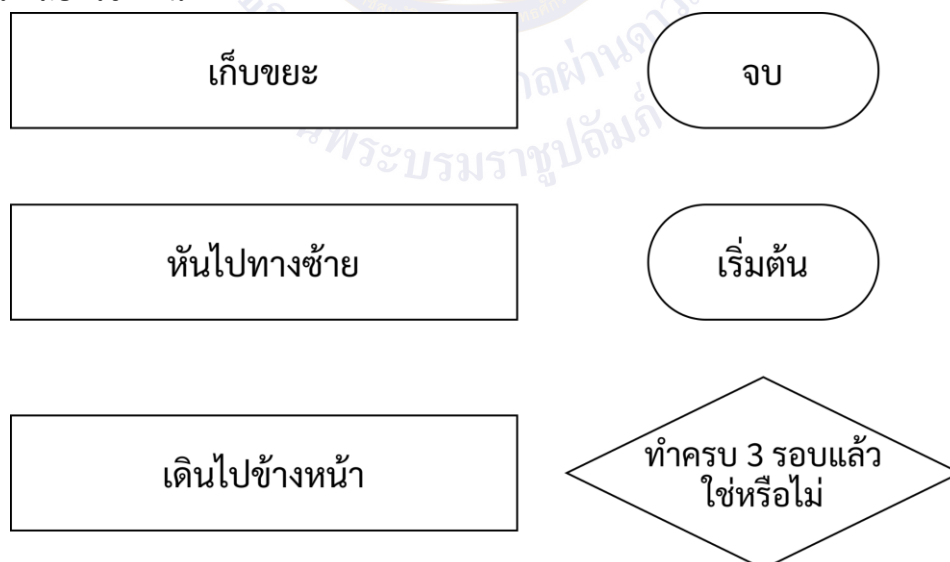 เก็บขยะ
จบ
หันไปทางซ้าย
เริ่มต้น
เดินไปข้างหน้า
ทำครบ 3 รอบแล้ว
ใช่หรือไม่